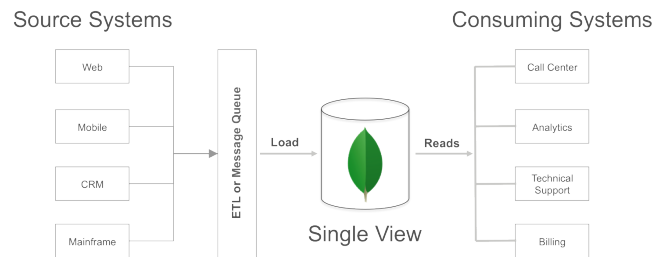 Source Systems
Consuming Systems
Web
Mobile
CRM
Mainframe
ETL or Message Queue
Load
Single View
Reads
Call Center
Analytics
Technical
Support
Billing